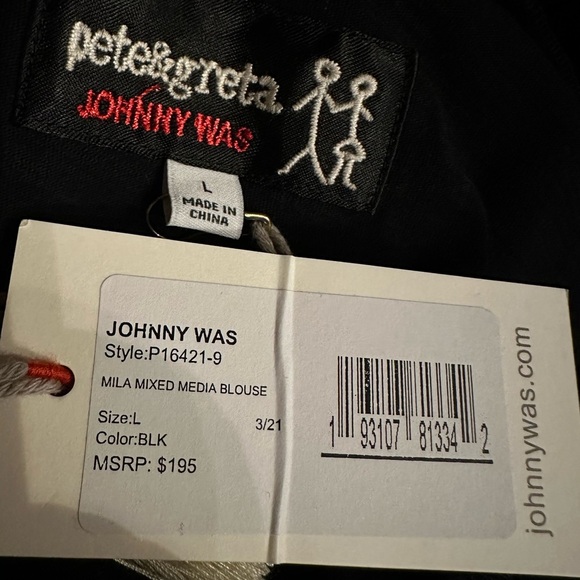 pete&greta
JOHNNY WAS
L
MADE IN
CHINA
JOHNNY WAS
Style:P16421-9
MILA MIXED MEDIA BLOUSE
Size:L 3/21
Color:BLK
MSRP: $195
1 93107 81334 2
johnnywas.com